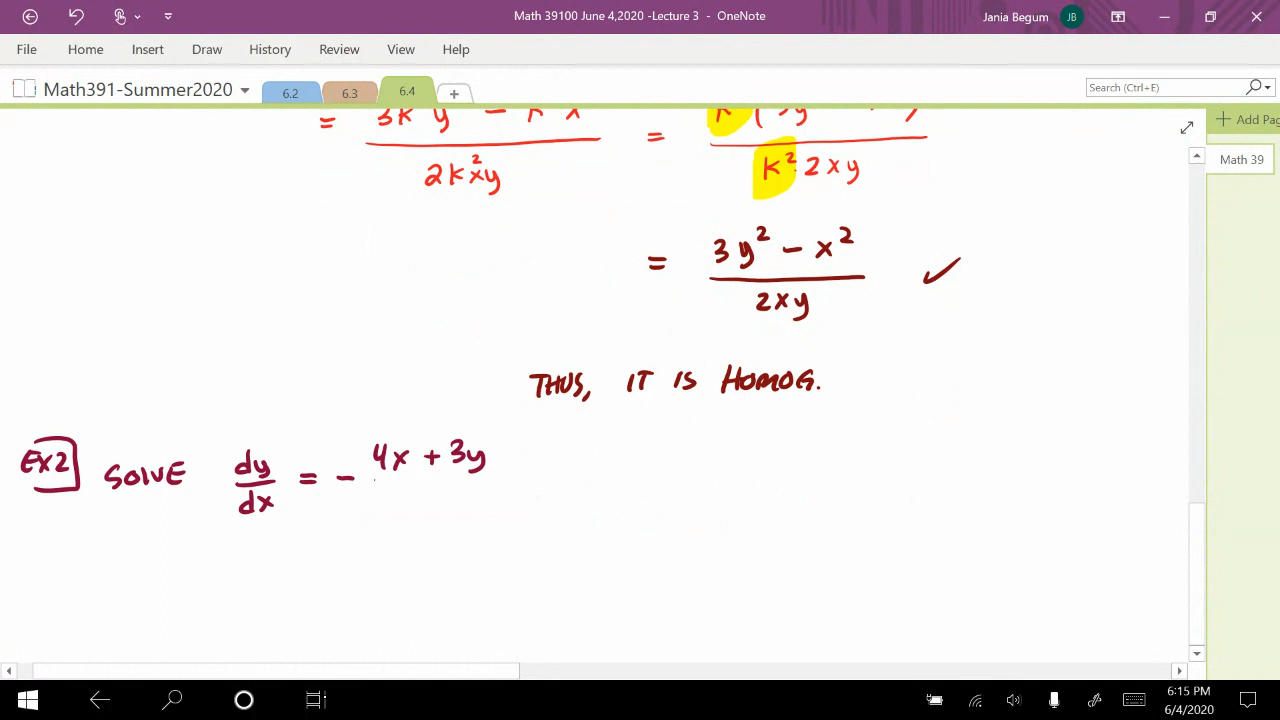 Math 39100 June 4,2020 -Lecture 3 - OneNote
Jania Begum JB
File Home Insert Draw History Review View Help
Math391-Summer2020 6.2 6.3 6.4
Search (Ctrl+E)
Add Pag
Math 39
=
2k²xy = k² 2xy
= 3y² - x² / 2xy ✓
THUS, IT IS HOMOG.
EX2 SOLVE dy/dx = - 4x + 3y
6:15 PM
6/4/2020